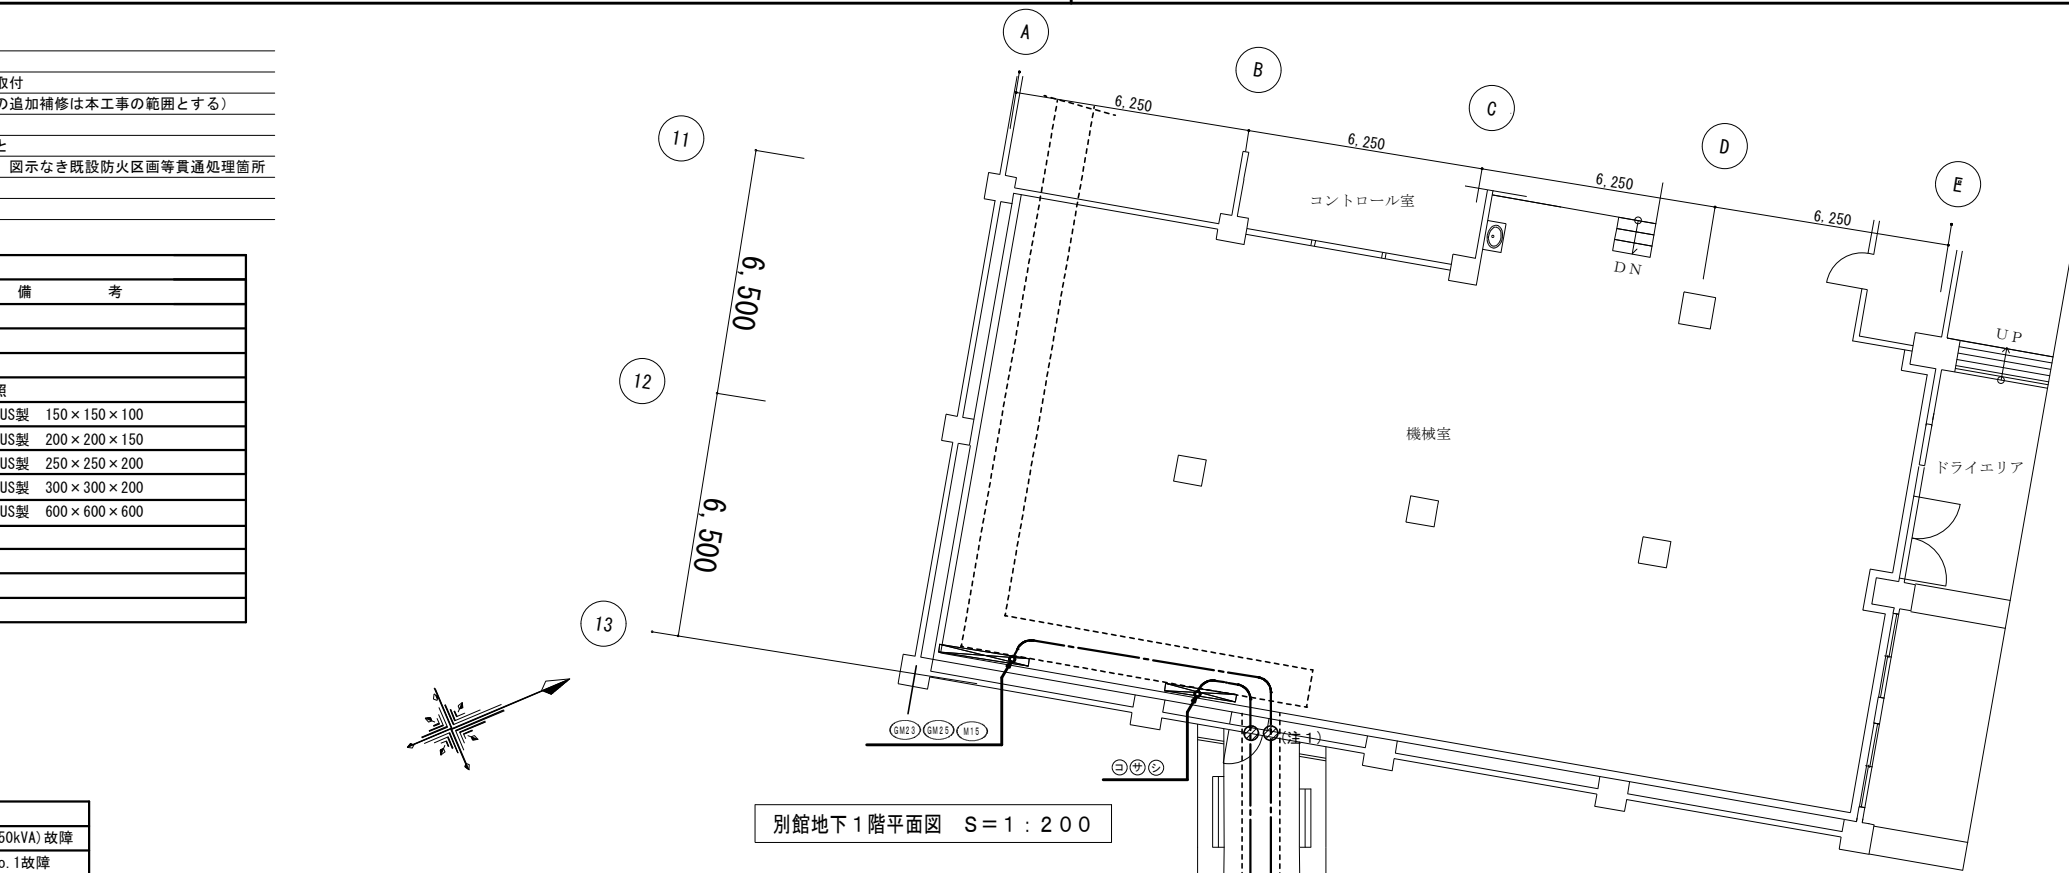 取付
の追加補修は本工事の範囲とする）
と
図示なき既設防火区画等貫通処理箇所
備　考
照
US製 150×150×100
US製 200×200×150
US製 250×250×200
US製 300×300×200
US製 600×600×600
50kVA)故障
o.1故障
A
B
C
D
E
6,250
6,250
6,250
6,250
11
12
13
6,500
6,500
コントロール室
DN
UP
機械室
ドライエリア
GM23 GM25 M15
コ サ シ
(注1)
別館地下1階平面図　S=1：200